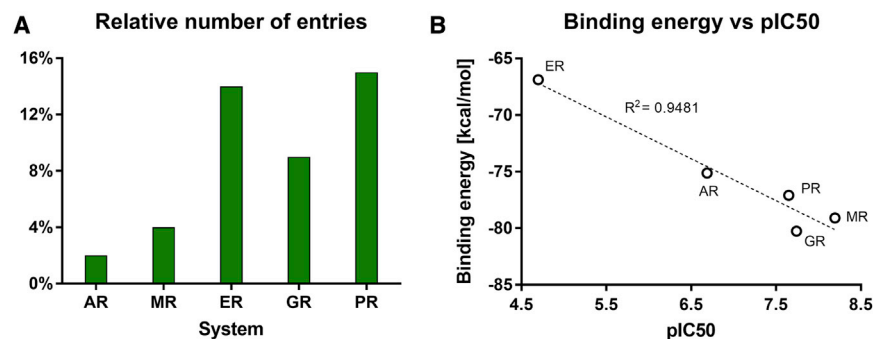 A
Relative number of entries
16%
12%
8%
4%
0%
AR MR ER GR PR
System
B
Binding energy vs pIC50
Binding energy [kcal/mol]
-65
-70
-75
-80
-85
ER
R² = 0.9481
AR
PR
MR
GR
4.5 5.5 6.5 7.5 8.5
pIC50